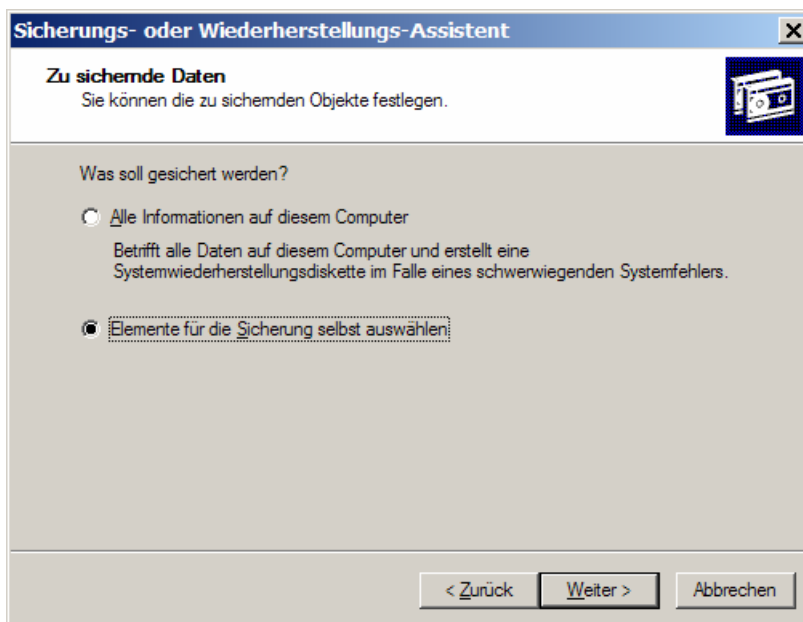 Sicherungs- oder Wiederherstellungs-Assistent
Zu sichernde Daten
Sie können die zu sichernden Objekte festlegen.
Was soll gesichert werden?
Alle Informationen auf diesem Computer
Betrifft alle Daten auf diesem Computer und erstellt eine
Systemwiederherstellungsdiskette im Falle eines schwerwiegenden Systemfehlers.
Elemente für die Sicherung selbst auswählen
< Zurück
Weiter >
Abbrechen